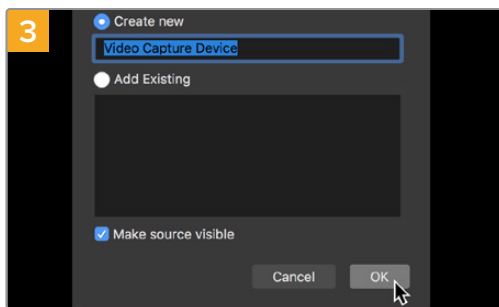 3
Create new
Video Capture Device
Add Existing
Make source visible
Cancel OK